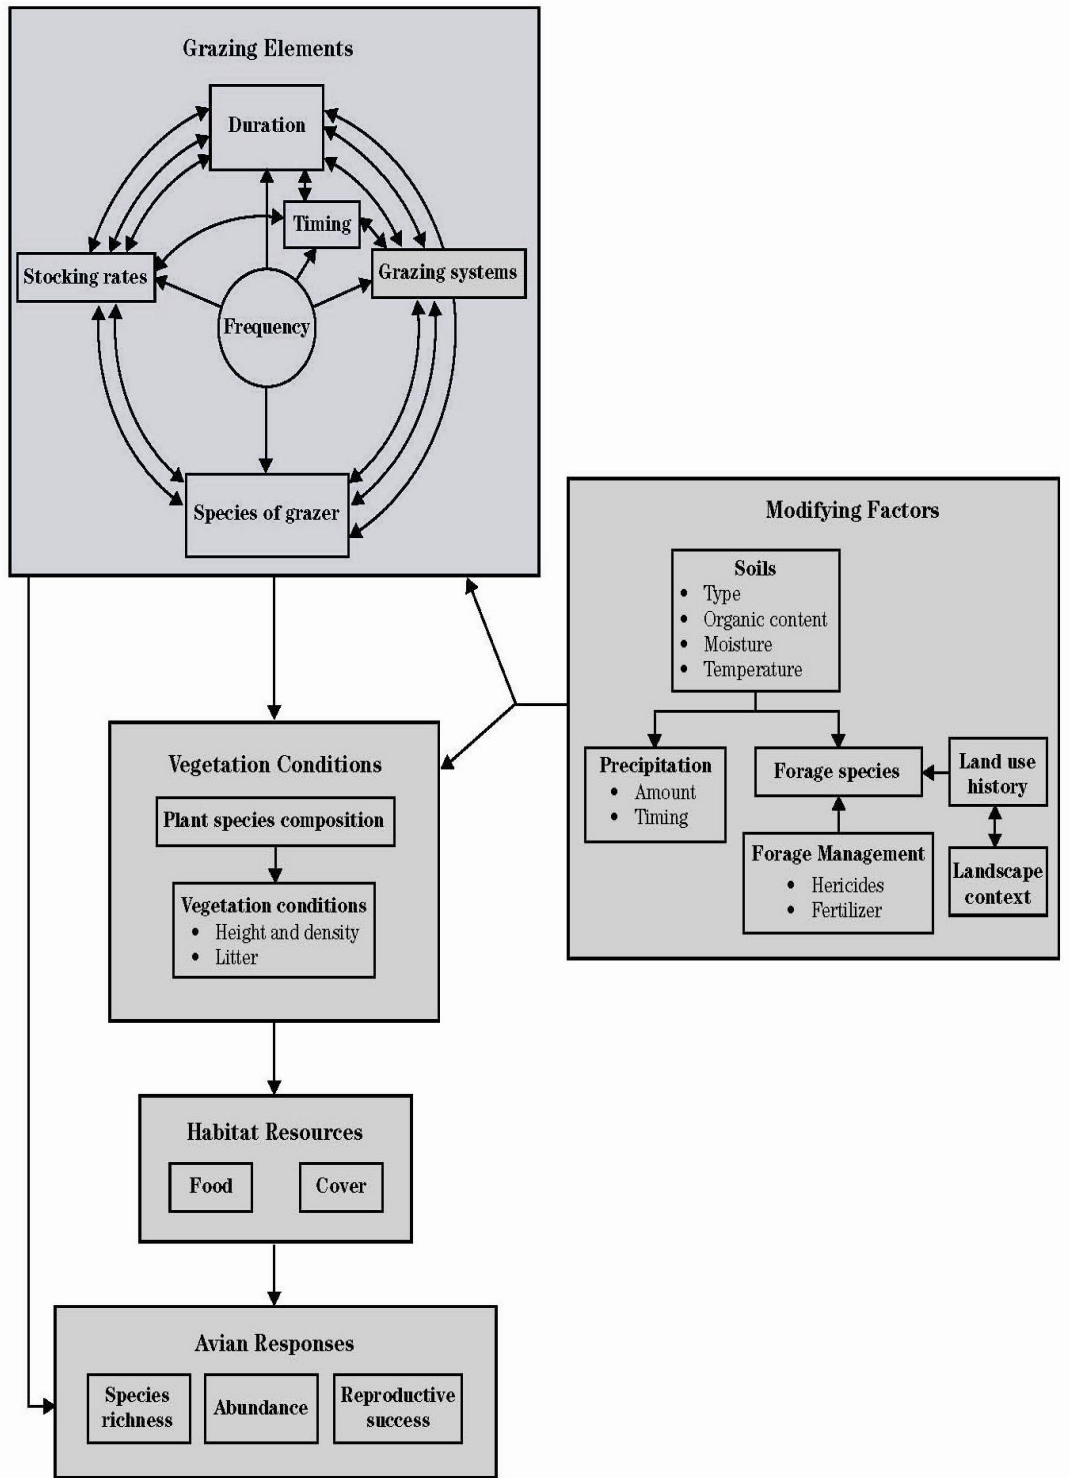 Grazing Elements
Duration
Timing
Stocking rates
Grazing systems
Frequency
Species of grazer
Modifying Factors
Soils
• Type
• Organic content
• Moisture
• Temperature
Precipitation
• Amount
• Timing
Forage species
Land use
history
Forage Management
• Hericides
• Fertilizer
Landscape
context
Vegetation Conditions
Plant species composition
Vegetation conditions
• Height and density
• Litter
Habitat Resources
Food
Cover
Avian Responses
Species
richness
Abundance
Reproductive
success